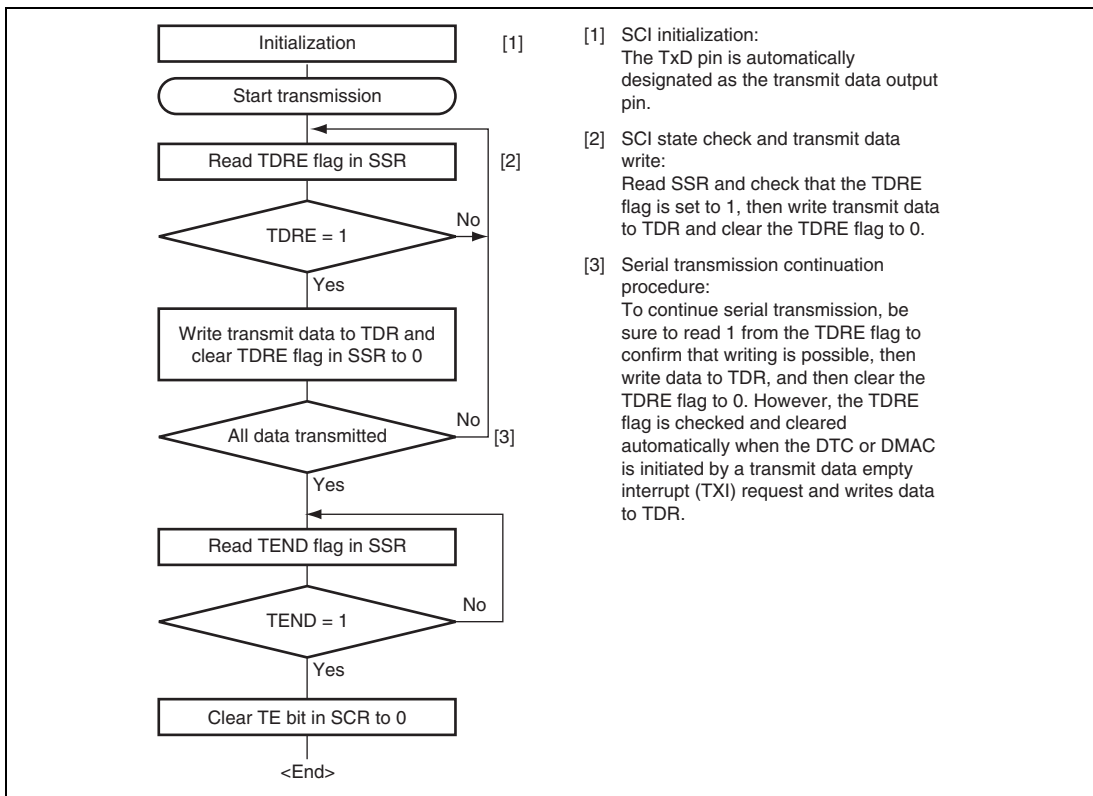 Initialization
[1]
Start transmission
Read TDRE flag in SSR
[2]
TDRE = 1
No
Yes
Write transmit data to TDR and
clear TDRE flag in SSR to 0
All data transmitted
No
[3]
Yes
Read TEND flag in SSR
TEND = 1
No
Yes
Clear TE bit in SCR to 0
<End>
[1] SCI initialization:
The TxD pin is automatically
designated as the transmit data output
pin.
[2] SCI state check and transmit data
write:
Read SSR and check that the TDRE
flag is set to 1, then write transmit data
to TDR and clear the TDRE flag to 0.
[3] Serial transmission continuation
procedure:
To continue serial transmission, be
sure to read 1 from the TDRE flag to
confirm that writing is possible, then
write data to TDR, and then clear the
TDRE flag to 0. However, the TDRE
flag is checked and cleared
automatically when the DTC or DMAC
is initiated by a transmit data empty
interrupt (TXI) request and writes data
to TDR.